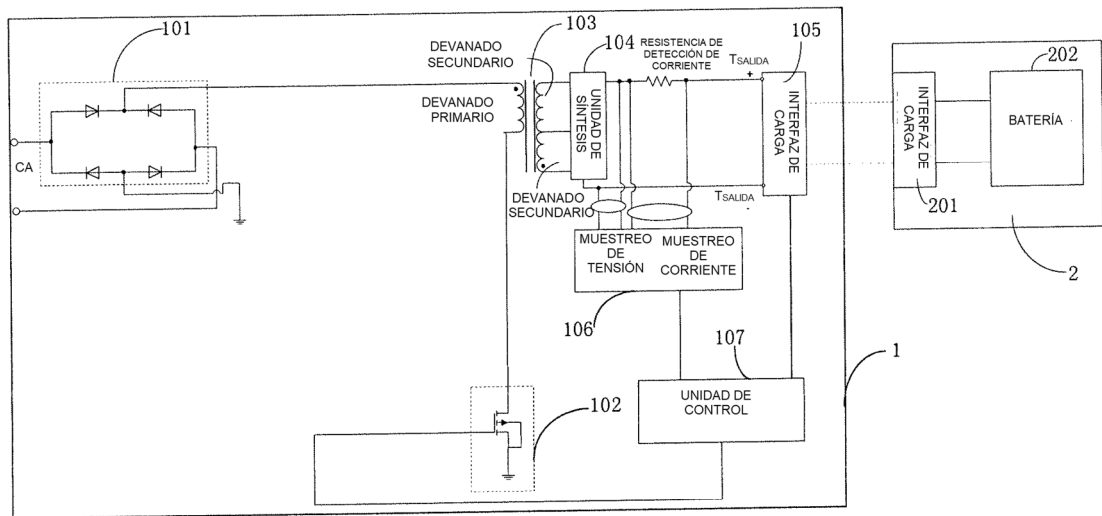 101
CA
DEVANADO
SECUNDARIO
103
DEVANADO
PRIMARIO
104
UNIDAD DE
SÍNTESIS
RESISTENCIA DE
DETECCIÓN DE
CORRIENTE
TSALIDA
+
105
INTERFAZ DE
CARGA
DEVANADO
SECUNDARIO
TSALIDA
-
MUESTREO
DE
TENSIÓN
MUESTREO
DE
CORRIENTE
106
107
UNIDAD DE
CONTROL
102
1
INTERFAZ DE
CARGA
201
202
BATERÍA
2